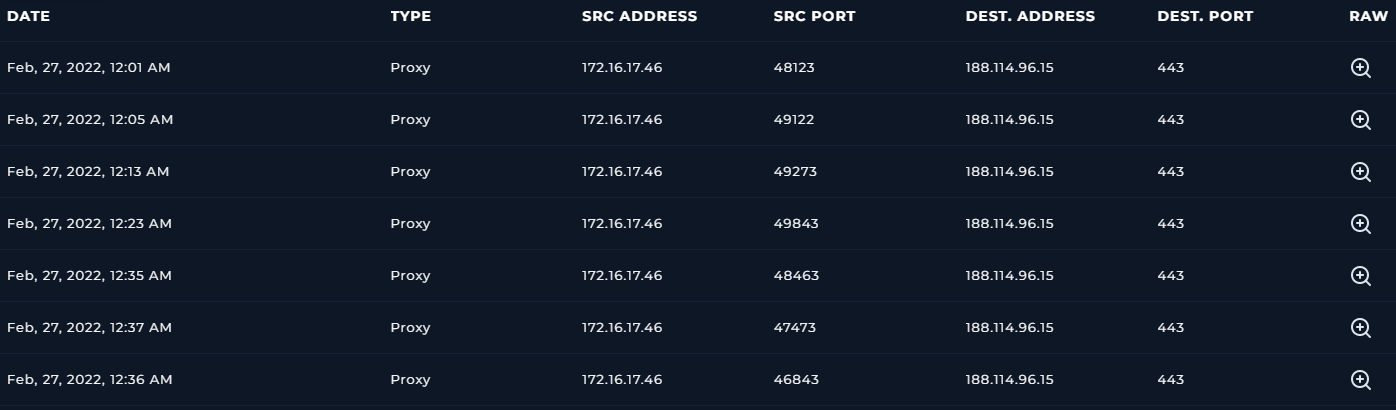 DATE TYPE SRC ADDRESS SRC PORT DEST. ADDRESS DEST. PORT RAW
Feb, 27, 2022, 12:01 AM Proxy 172.16.17.46 48123 188.114.96.15 443
Feb, 27, 2022, 12:05 AM Proxy 172.16.17.46 49122 188.114.96.15 443
Feb, 27, 2022, 12:13 AM Proxy 172.16.17.46 49273 188.114.96.15 443
Feb, 27, 2022, 12:23 AM Proxy 172.16.17.46 49843 188.114.96.15 443
Feb, 27, 2022, 12:35 AM Proxy 172.16.17.46 48463 188.114.96.15 443
Feb, 27, 2022, 12:37 AM Proxy 172.16.17.46 47473 188.114.96.15 443
Feb, 27, 2022, 12:36 AM Proxy 172.16.17.46 46843 188.114.96.15 443